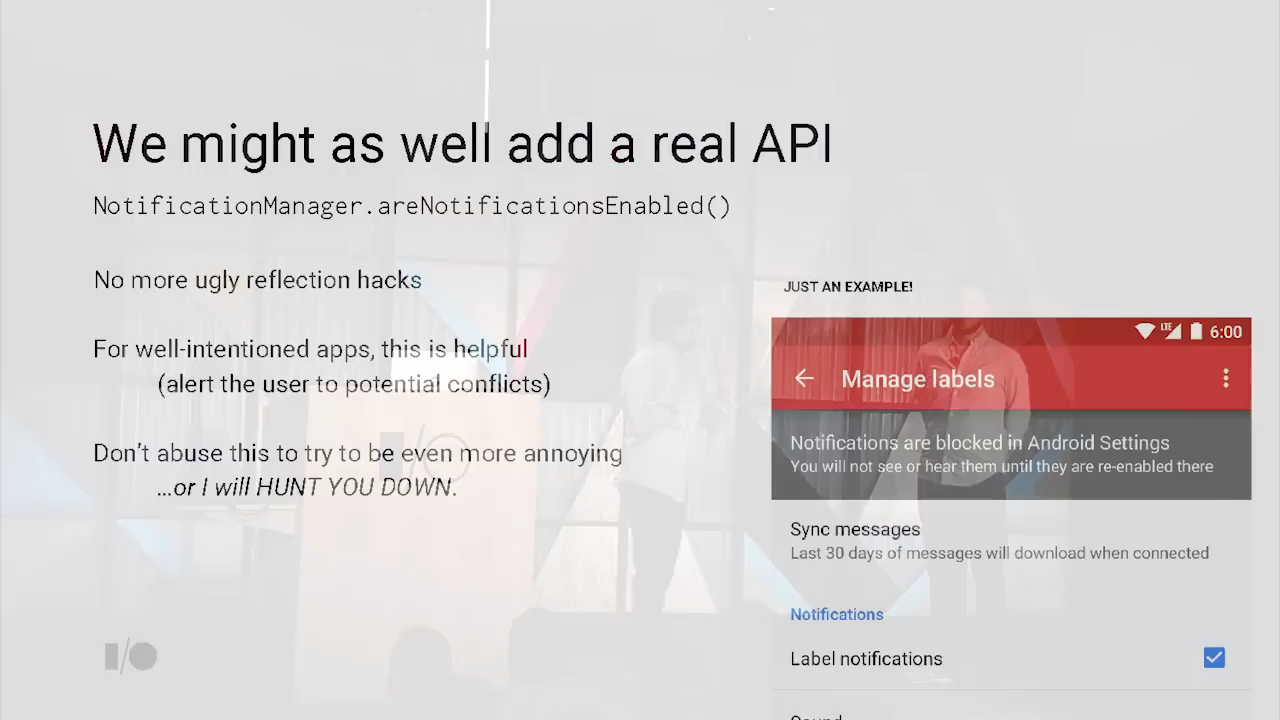 We might as well add a real API
NotificationManager.areNotificationsEnabled()
No more ugly reflection hacks
For well-intentioned apps, this is helpful
(alert the user to potential conflicts)
Don't abuse this to try to be even more annoying
…or I will HUNT YOU DOWN.
I/O
I/O
JUST AN EXAMPLE!
LTE 6:00
Manage labels
Notifications are blocked in Android Settings
You will not see or hear them until they are re-enabled there
Sync messages
Last 30 days of messages will download when connected
Notifications
Label notifications